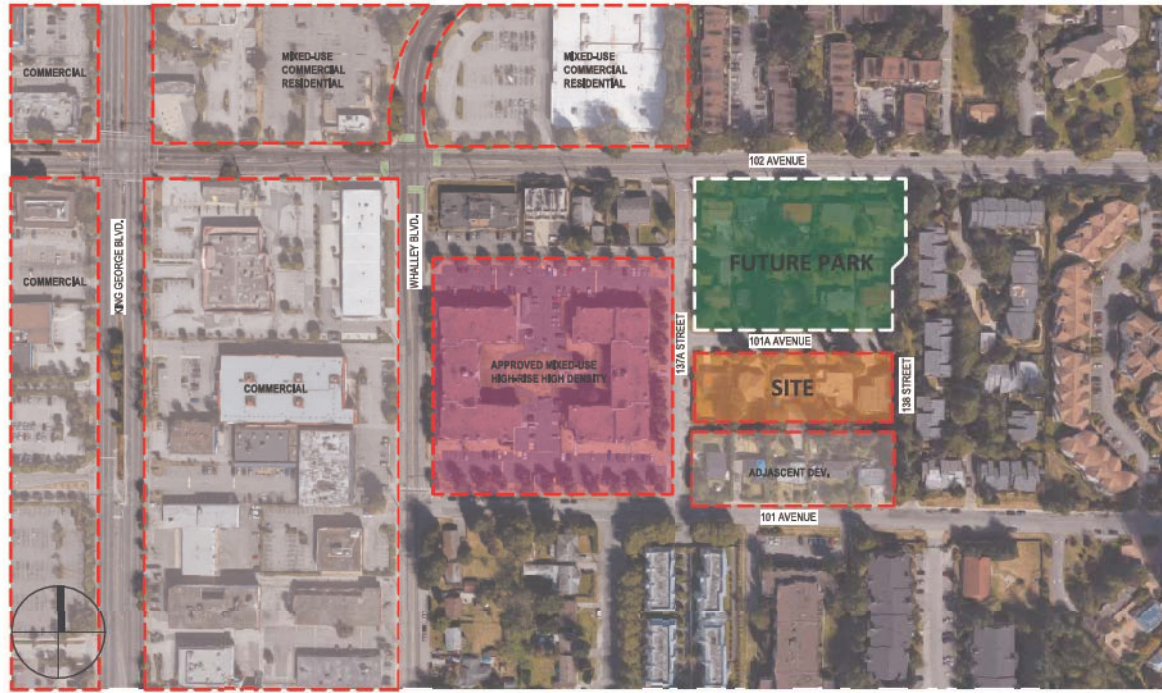 COMMERCIAL
MIXED-USE
COMMERCIAL
RESIDENTIAL
MIXED-USE
COMMERCIAL
RESIDENTIAL
102 AVENUE
KING GEORGE BLVD.
WHALLEY BLVD.
COMMERCIAL
FUTURE PARK
137A STREET
101A AVENUE
APPROVED MIXED-USE
HIGH-RISE HIGH DENSITY
COMMERCIAL
SITE
138 STREET
ADJASCENT DEV.
101 AVENUE